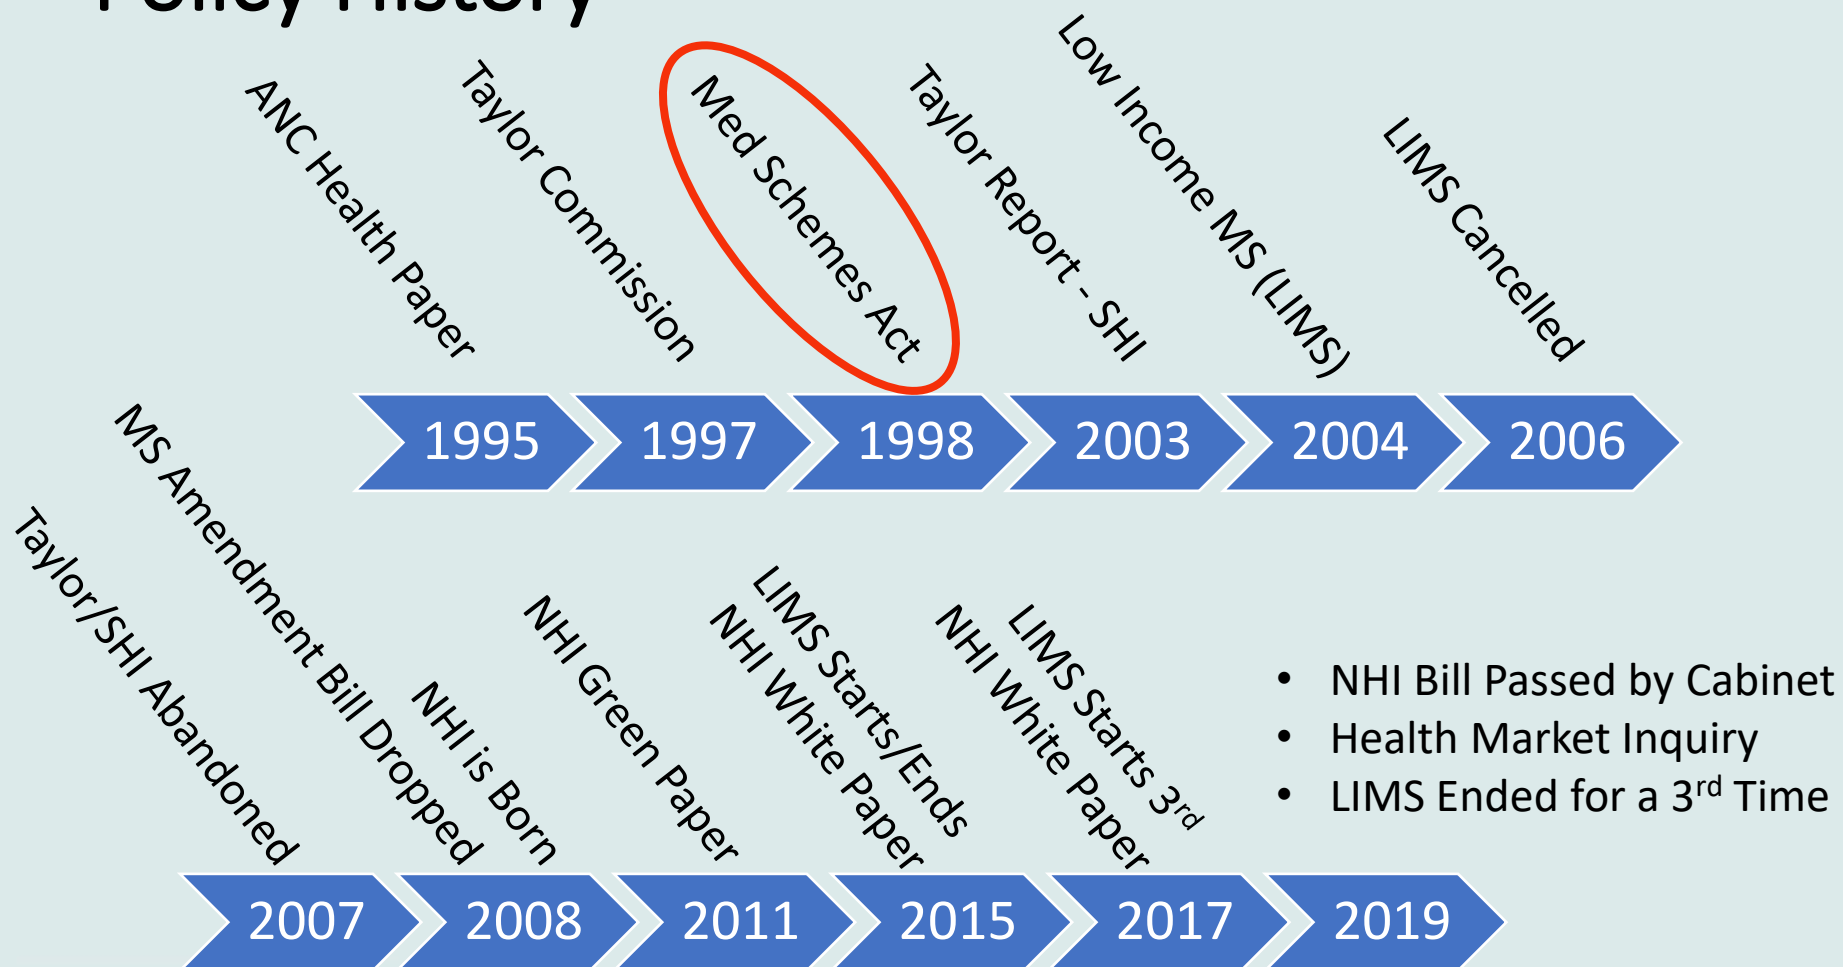 Policy History
ANC Health Paper
Taylor Commission
Med Schemes Act
Taylor Report - SHI
Low Income MS (LIMS)
LIMS Cancelled
1995
1997
1998
2003
2004
2006
Taylor/SHI Abandoned
MS Amendment Bill Dropped
NHI is Born
NHI Green Paper
NHI White Paper
LIMS Starts/Ends
NHI White Paper
LIMS Starts 3rd
• NHI Bill Passed by Cabinet
• Health Market Inquiry
• LIMS Ended for a 3rd Time
2007
2008
2011
2015
2017
2019